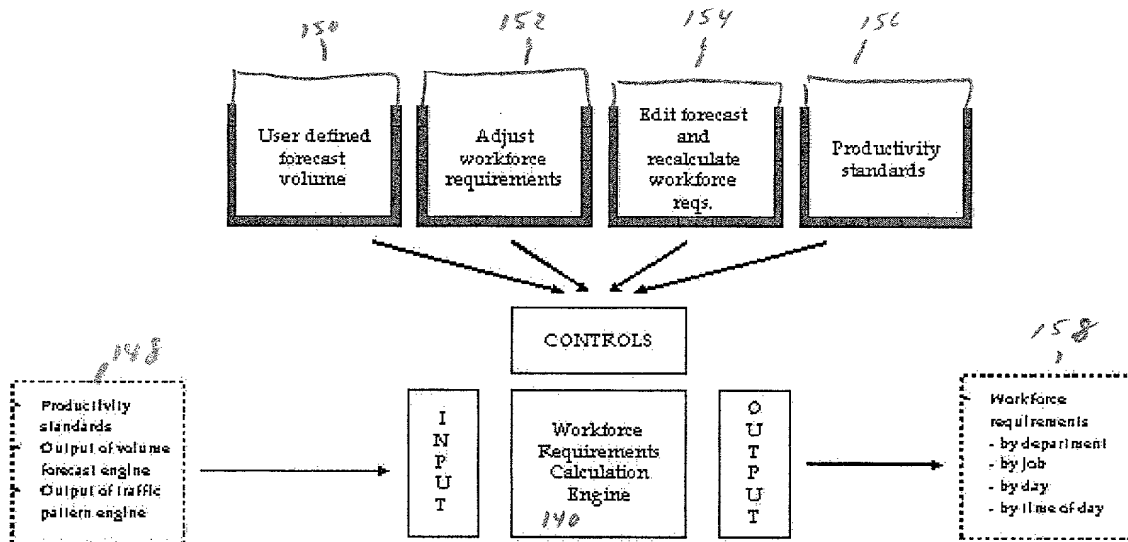 150
152
154
156
User defined
forecast
volume
Adjust
workforce
requirements
Edit forecast
and
recalculate
workforce
reqs.
Productivity
standards
CONTROLS
148
Productivity
standards
Output of volume
forecast engine
Output of traffic
pattern engine
INPUT
Workforce
Requirements
Calculation
Engine
140
OUTPUT
158
Workforce
requirements
- by department
- by job
- by day
- by time of day